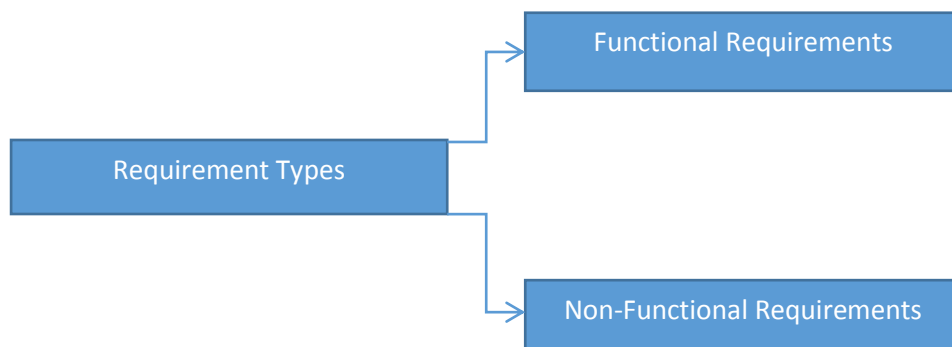 Functional Requirements
Requirement Types
Non-Functional Requirements